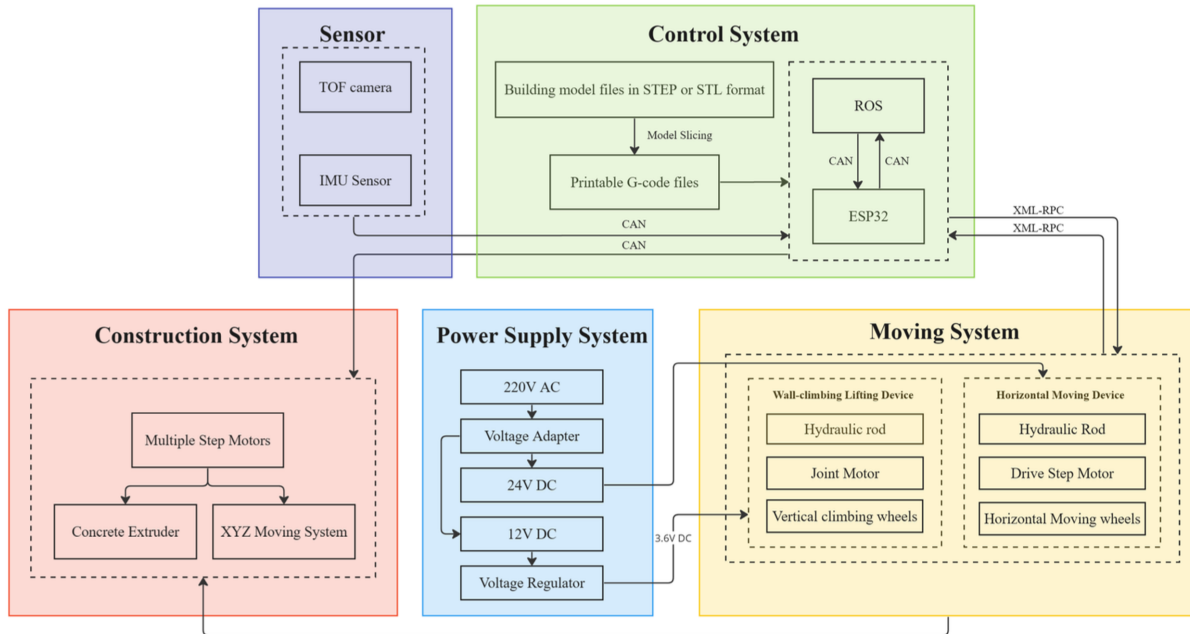 Sensor
TOF camera
IMU Sensor
Control System
Building model files in STEP or STL format
Model Slicing
Printable G-code files
ROS
CAN
CAN
ESP32
CAN
CAN
XML-RPC
XML-RPC
Construction System
Multiple Step Motors
Concrete Extruder
XYZ Moving System
Power Supply System
220V AC
Voltage Adapter
24V DC
12V DC
Voltage Regulator
3.6V DC
Moving System
Wall-climbing Lifting Device
Hydraulic rod
Joint Motor
Vertical climbing wheels
Horizontal Moving Device
Hydraulic Rod
Drive Step Motor
Horizontal Moving wheels